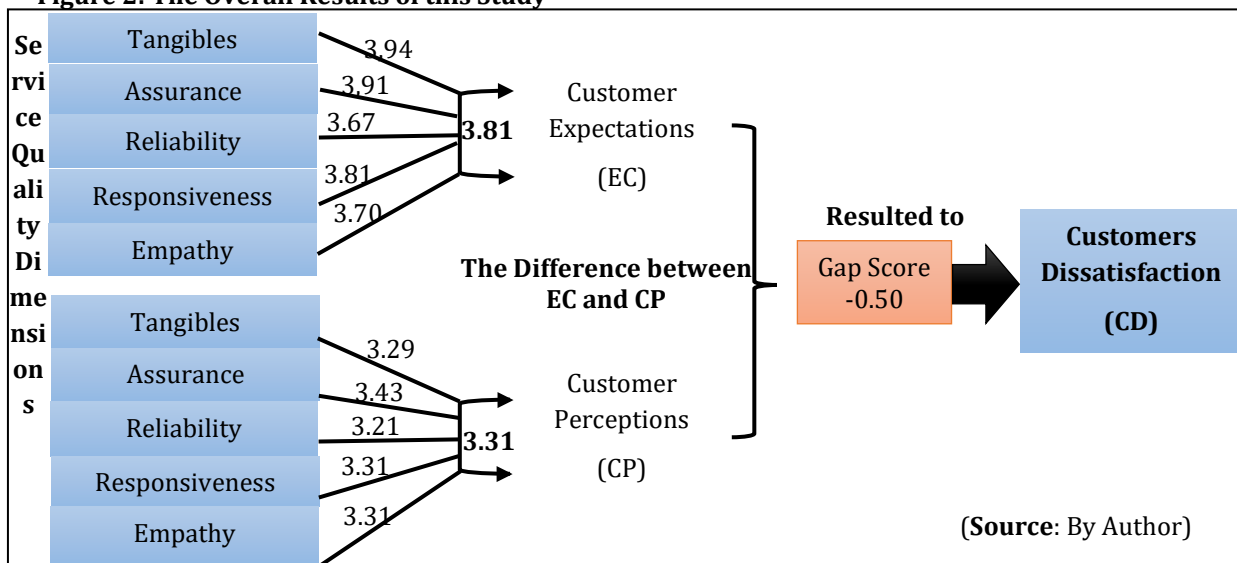 Figure 2: The Overall Results of this Study
Se
rvi
ce
Qu
ali
ty
Di
me
nsi
on
s
Tangibles
Assurance
Reliability
Responsiveness
Empathy
3.94
3.91
3.67
3.81
3.70
3.81
Customer
Expectations
(EC)
The Difference between
EC and CP
Tangibles
Assurance
Reliability
Responsiveness
Empathy
3.29
3.43
3.21
3.31
3.31
3.31
Customer
Perceptions
(CP)
Resulted to
Gap Score
-0.50
Customers
Dissatisfaction
(CD)
(Source: By Author)